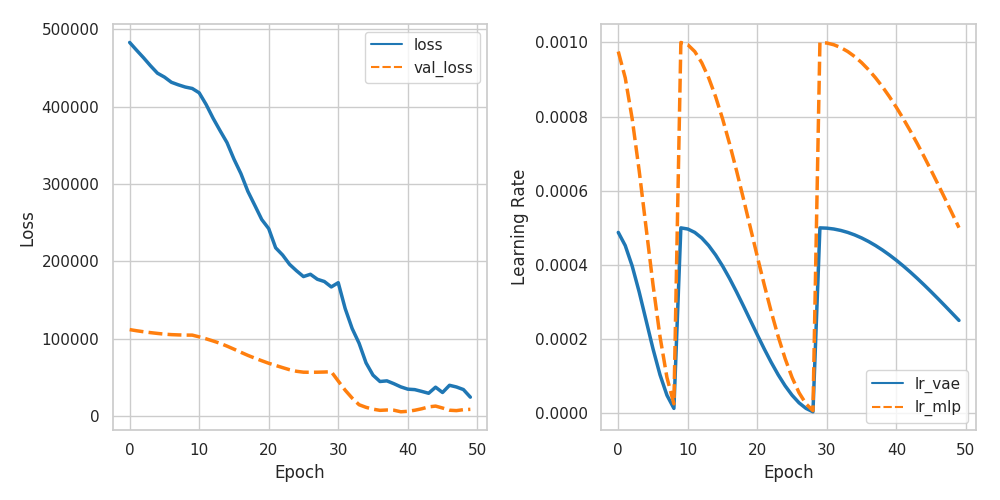 500000
400000
300000
200000
100000
0
Loss
0 10 20 30 40 50
Epoch
loss
val_loss
0.0010
0.0008
0.0006
0.0004
0.0002
0.0000
Learning Rate
0 10 20 30 40 50
Epoch
lr_vae
lr_mlp